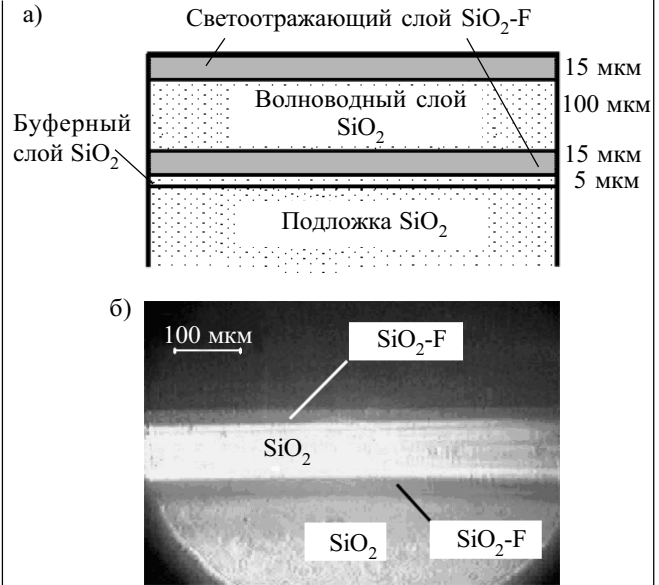 а)
Светоотражающий слой SiO₂-F
15 мкм
Волноводный слой
SiO₂
100 мкм
Буферный
слой SiO₂
15 мкм
5 мкм
Подложка SiO₂
б)
100 мкм
SiO₂-F
SiO₂
SiO₂
SiO₂-F